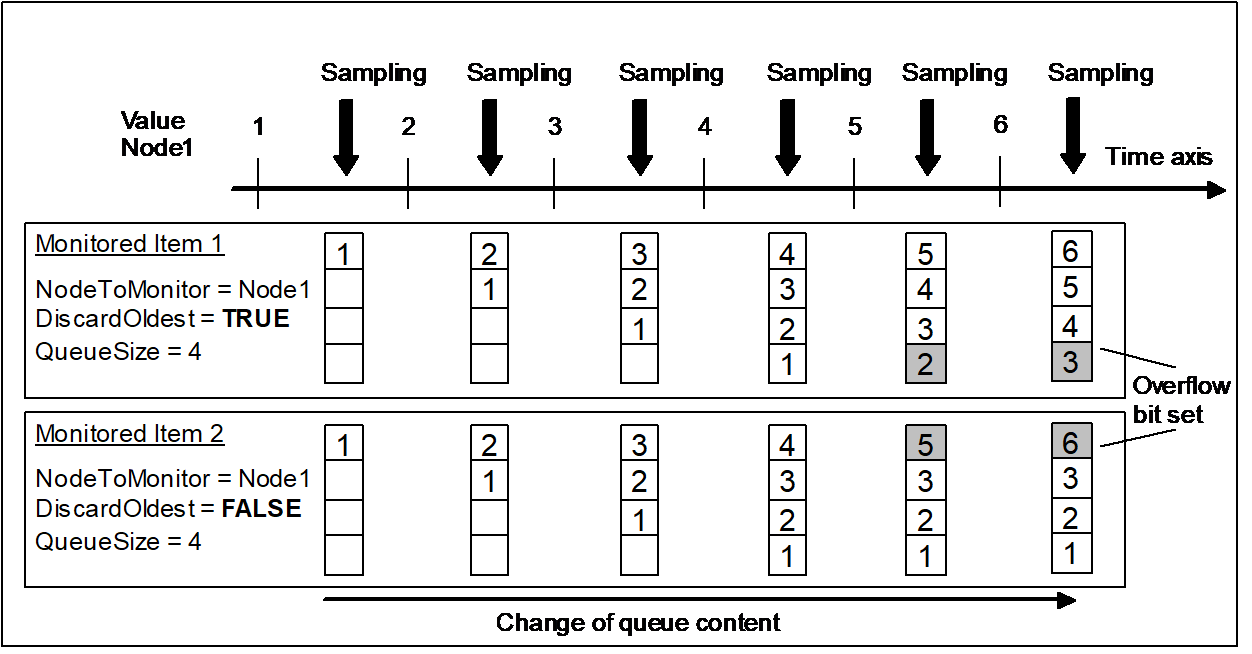 Sampling Sampling Sampling Sampling Sampling Sampling
Value
Node1
1 2 3 4 5 6
Time axis
Monitored Item 1
NodeToMonitor = Node1
DiscardOldest = TRUE
QueueSize = 4
1 2 3 4 5 6
1 2 3 4 5
1 2 3 4
1 2 3
Overflow
bit set
Monitored Item 2
NodeToMonitor = Node1
DiscardOldest = FALSE
QueueSize = 4
1 2 3 4 5 6
1 2 3 3 3
1 2 2 2
1 1 1
Change of queue content